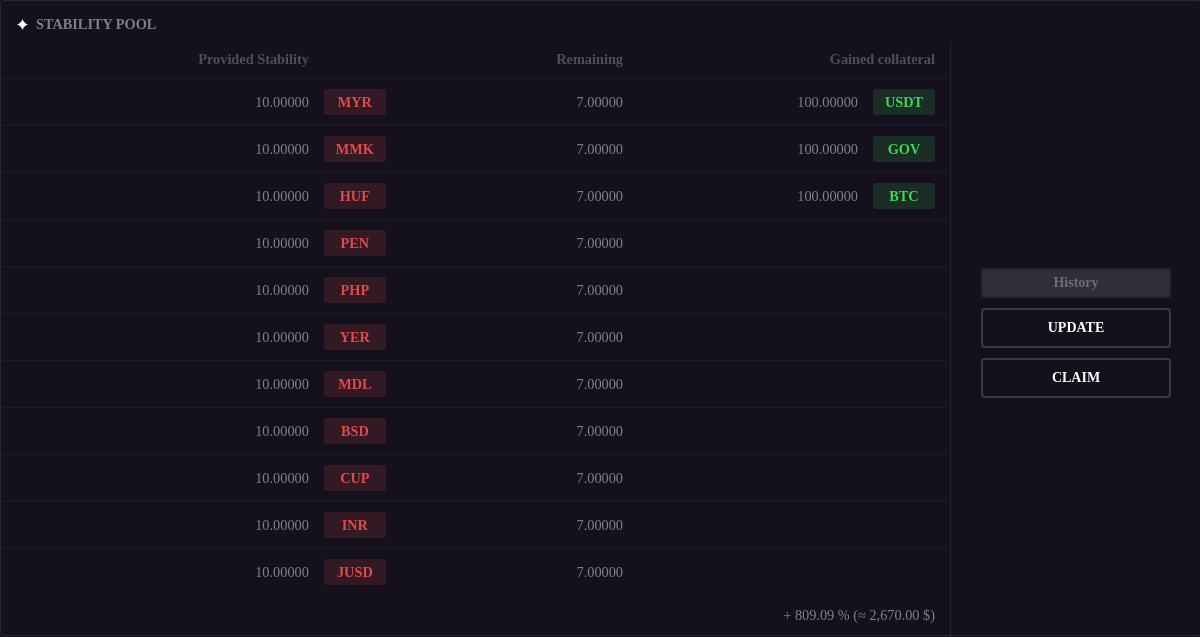 STABILITY POOL
Provided Stability Remaining Gained collateral
10.00000 MYR 7.00000 100.00000 USDT
10.00000 MMK 7.00000 100.00000 GOV
10.00000 HUF 7.00000 100.00000 BTC
10.00000 PEN 7.00000
10.00000 PHP 7.00000
10.00000 YER 7.00000
10.00000 MDL 7.00000
10.00000 BSD 7.00000
10.00000 CUP 7.00000
10.00000 INR 7.00000
10.00000 JUSD 7.00000
+ 809.09 % (≈ 2,670.00 $)
History
UPDATE
CLAIM